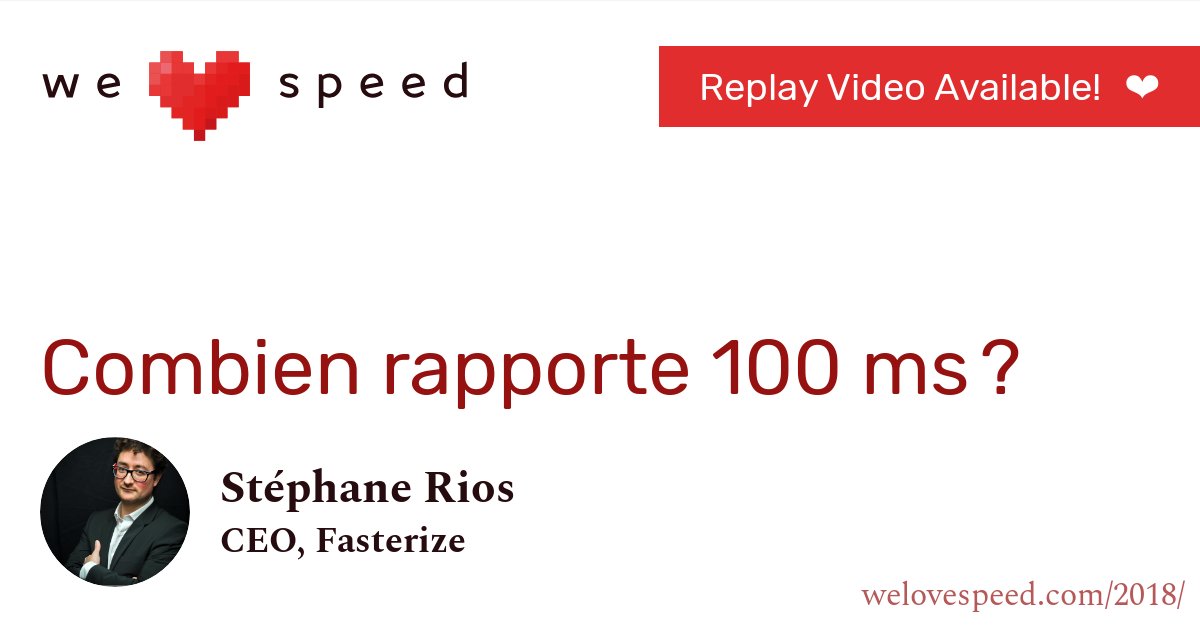 we ❤ speed
Replay Video Available! ❤
Combien rapporte 100 ms ?
Stéphane Rios
CEO, Fasterize
welovespeed.com/2018/